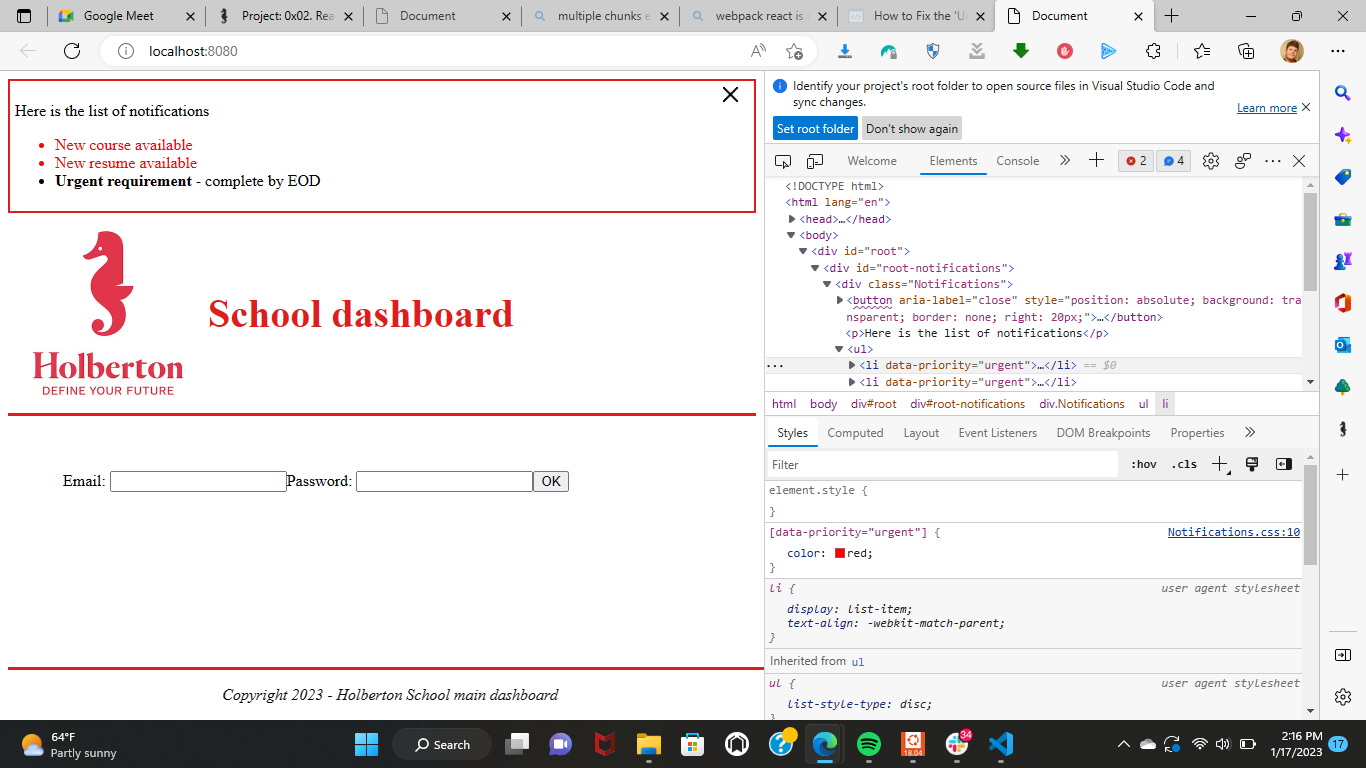 Google Meet
Project: 0x02. Rea
Document
multiple chunks e
webpack react is
How to Fix the 'U
Document
localhost:8080
Here is the list of notifications
New course available
New resume available
Urgent requirement - complete by EOD
Holberton
DEFINE YOUR FUTURE
School dashboard
Email:
Password:
OK
Copyright 2023 - Holberton School main dashboard
Identify your project's root folder to open source files in Visual Studio Code and
sync changes.
Learn more
Set root folder
Don't show again
Welcome
Elements
Console
2
4
<!DOCTYPE html>
<html lang="en">
<head>…</head>
<body>
<div id="root">
<div id="root-notifications">
<div class="Notifications">
<button aria-label="close" style="position: absolute; background: tra
nsparent; border: none; right: 20px;">…</button>
<p>Here is the list of notifications</p>
<ul>
<li data-priority="urgent">…</li> == $0
<li data-priority="urgent">…</li>
html body div#root div#root-notifications div.Notifications ul li
Styles Computed Layout Event Listeners DOM Breakpoints Properties
Filter
:hov .cls
element.style {
}
[data-priority="urgent"] {
Notifications.css:10
color: red;
}
li {
user agent stylesheet
display: list-item;
text-align: -webkit-match-parent;
}
Inherited from ul
ul {
user agent stylesheet
list-style-type: disc;
64°F
Partly sunny
Search
18.04
34
2:16 PM
1/17/2023
17